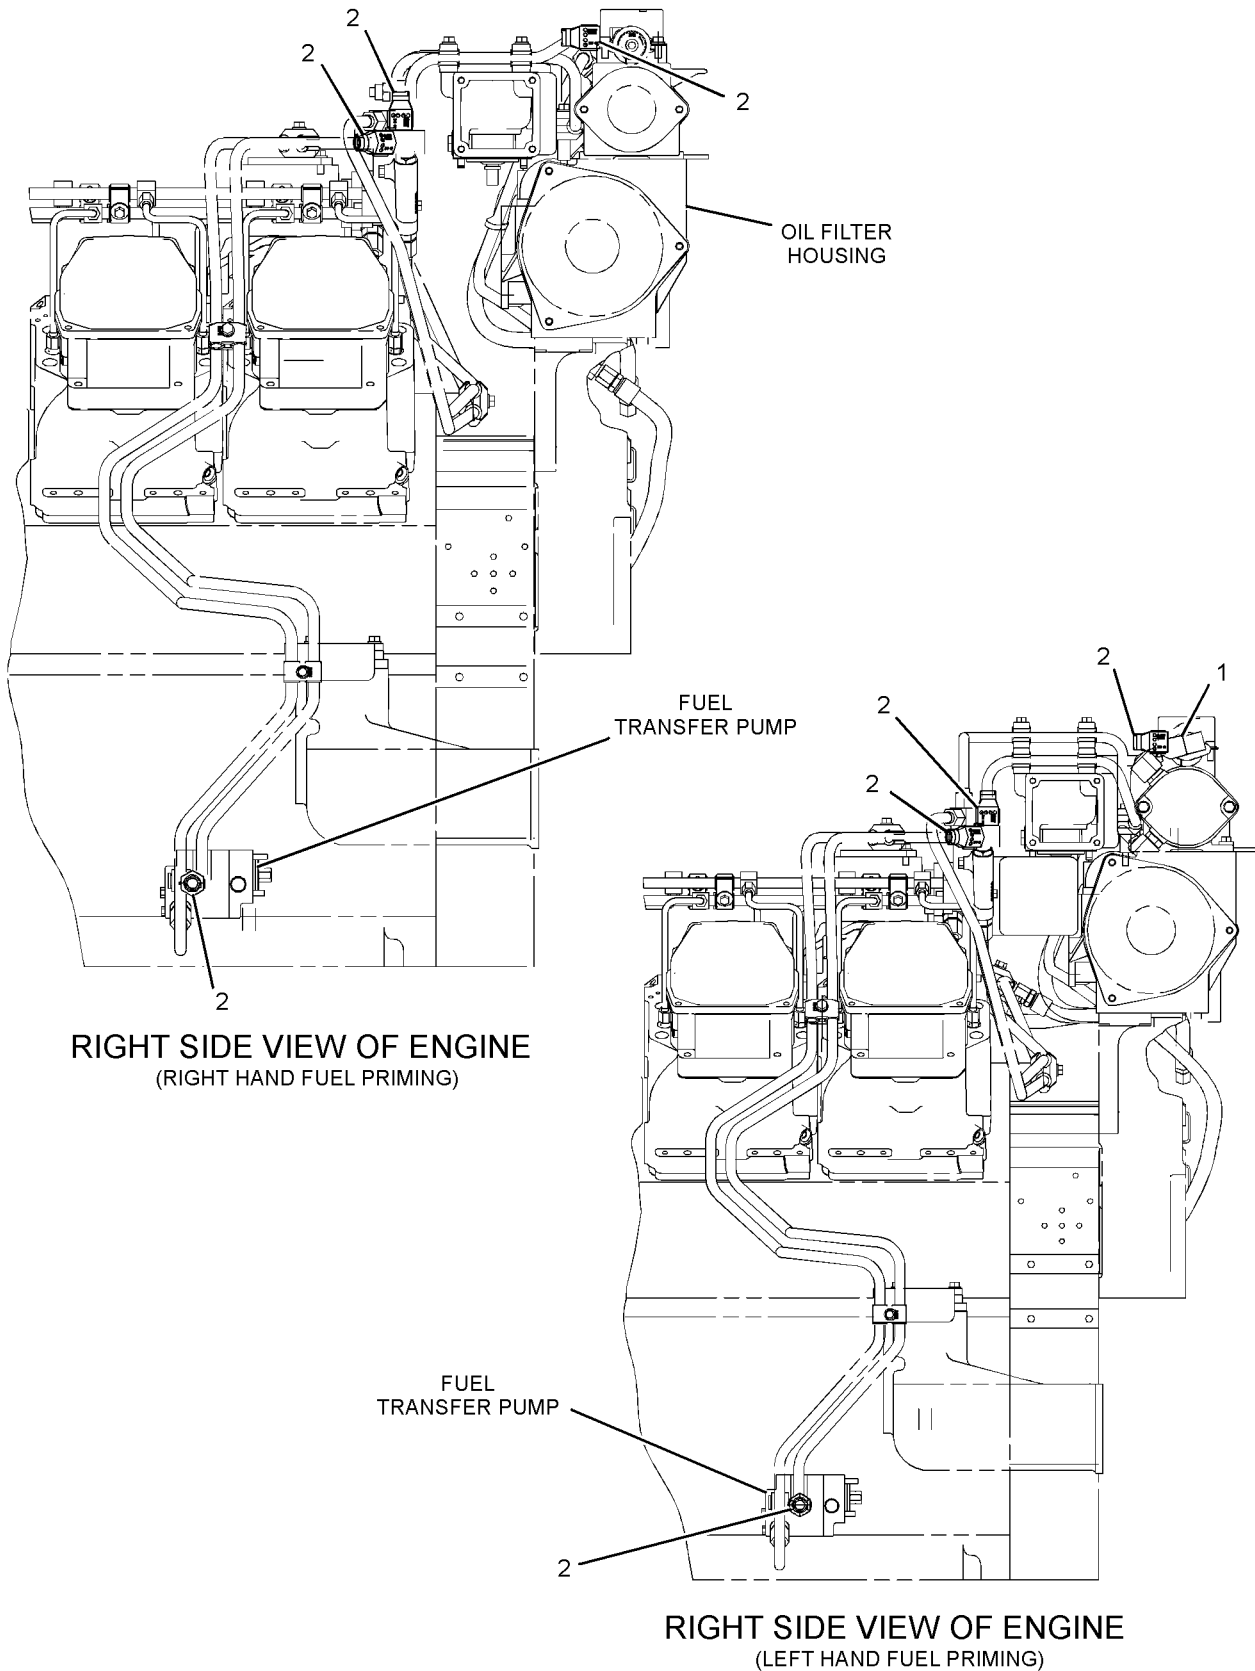 2
2
2
OIL FILTER
HOUSING
FUEL
TRANSFER PUMP
2
RIGHT SIDE VIEW OF ENGINE
(RIGHT HAND FUEL PRIMING)
2
1
2
2
FUEL
TRANSFER PUMP
2
RIGHT SIDE VIEW OF ENGINE
(LEFT HAND FUEL PRIMING)